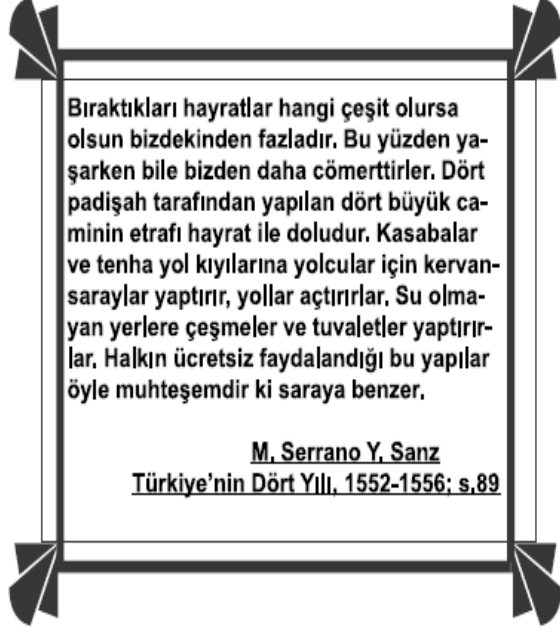 Bıraktıkları hayratlar hangi çeşit olursa
olsun bizdekinden fazladır. Bu yüzden ya-
şarken bile bizden daha cömerttirler. Dört
padişah tarafından yapılan dört büyük ca-
minin etrafı hayrat ile doludur. Kasabalar
ve tenha yol kıyılarına yolcular için kervan-
saraylar yaptırır, yollar açtırırlar. Su olma-
yan yerlere çeşmeler ve tuvaletler yaptırır-
lar. Halkın ücretsiz faydalandığı bu yapılar
öyle muhteşemdir ki saraya benzer.
M. Serrano Y. Sanz
Türkiye’nin Dört Yılı, 1552-1556; s.89